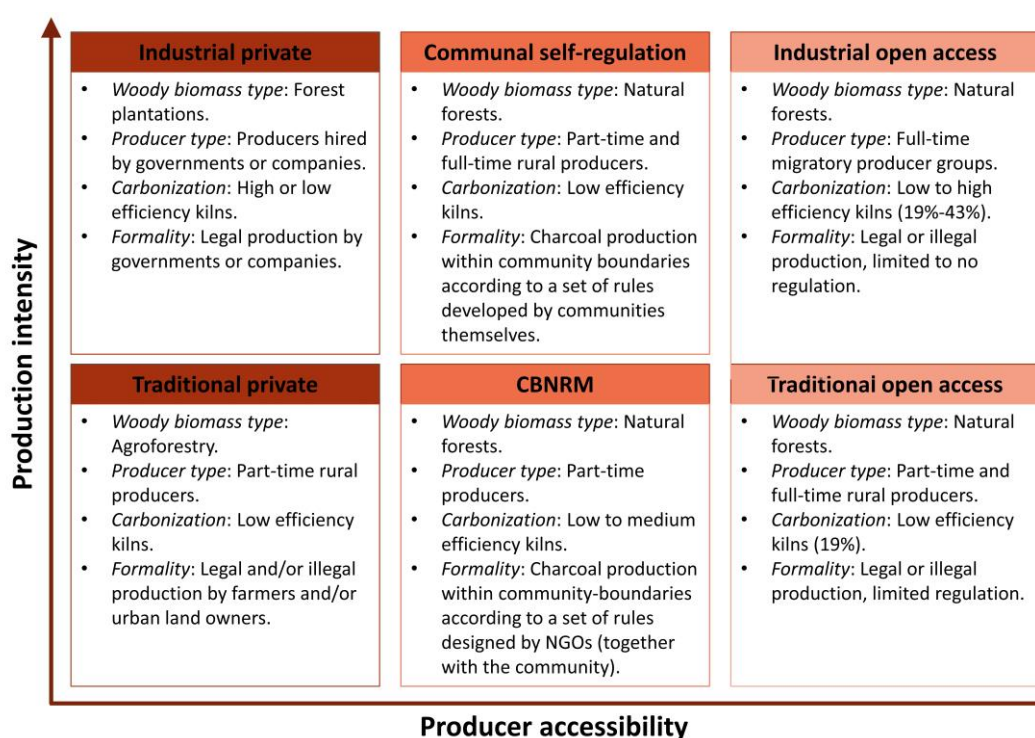 Production intensity
Industrial private
• Woody biomass type: Forest
plantations.
• Producer type: Producers hired
by governments or companies.
• Carbonization: High or low
efficiency kilns.
• Formality: Legal production by
governments or companies.
Communal self-regulation
• Woody biomass type: Natural
forests.
• Producer type: Part-time and
full-time rural producers.
• Carbonization: Low efficiency
kilns.
• Formality: Charcoal production
within community boundaries
according to a set of rules
developed by communities
themselves.
Industrial open access
• Woody biomass type: Natural
forests.
• Producer type: Full-time
migratory producer groups.
• Carbonization: Low to high
efficiency kilns (19%-43%).
• Formality: Legal or illegal
production, limited to no
regulation.
Traditional private
• Woody biomass type:
Agroforestry.
• Producer type: Part-time rural
producers.
• Carbonization: Low efficiency
kilns.
• Formality: Legal and/or illegal
production by farmers and/or
urban land owners.
CBNRM
• Woody biomass type: Natural
forests.
• Producer type: Part-time
producers.
• Carbonization: Low to medium
efficiency kilns.
• Formality: Charcoal production
within community-boundaries
according to a set of rules
designed by NGOs (together
with the community).
Traditional open access
• Woody biomass type: Natural
forests.
• Producer type: Part-time and
full-time rural producers.
• Carbonization: Low efficiency
kilns (19%).
• Formality: Legal or illegal
production, limited regulation.
Producer accessibility